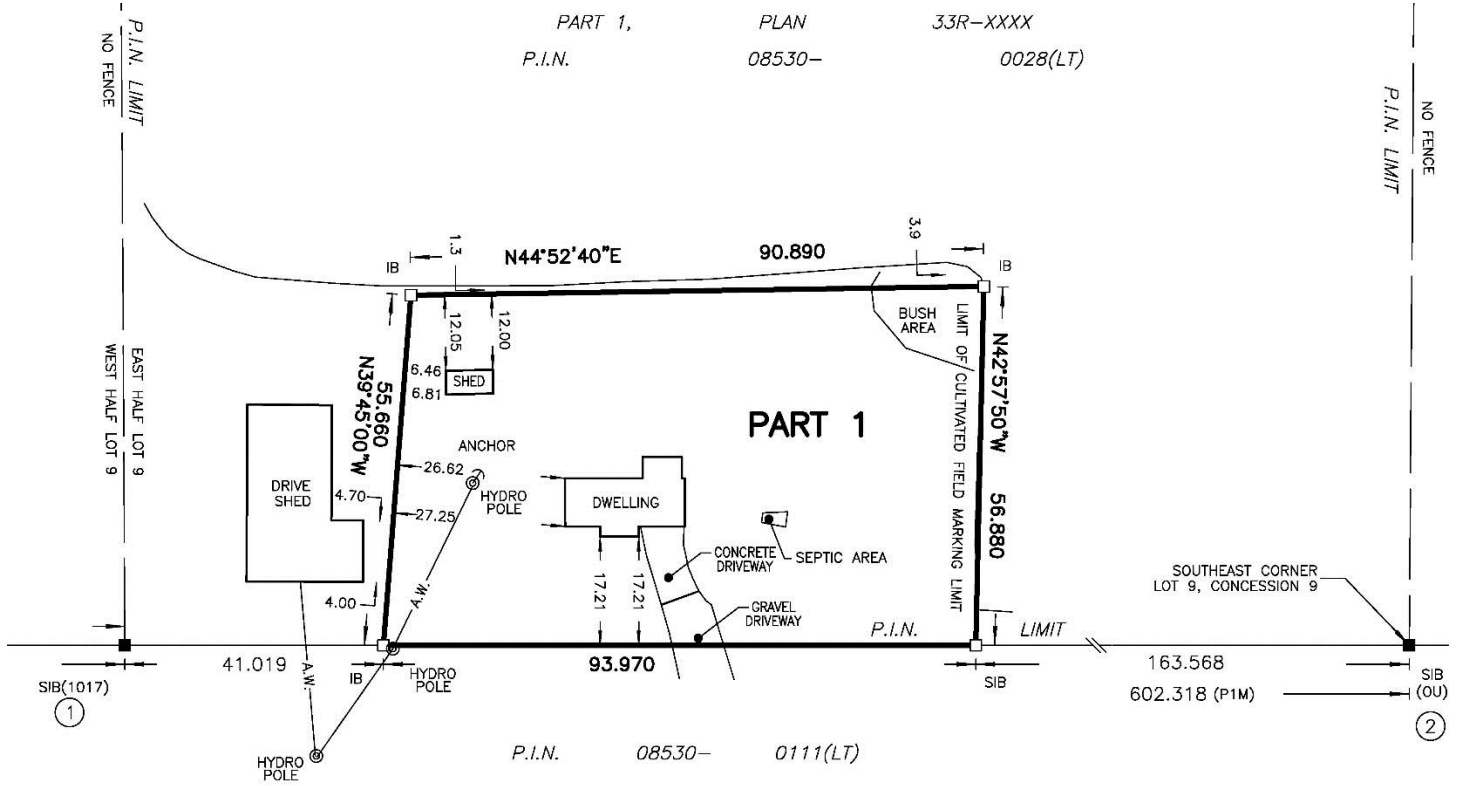 PART 1, PLAN 33R-XXXX
P.I.N. 08530- 0028(LT)
P.I.N. LIMIT
NO FENCE
NO FENCE
P.I.N. LIMIT
1.3
N44°52'40"E 90.890
3.9
IB
IB
12.05
12.00
BUSH
AREA
LIMIT OF CULTIVATED FIELD MARKING LIMIT
N42°57'50"W 56.880
EAST HALF LOT 9
WEST HALF LOT 9
55.660
N39°45'00"W
6.46
SHED
6.81
PART 1
ANCHOR
26.62
HYDRO
POLE
DRIVE
SHED
4.70
27.25
DWELLING
CONCRETE
DRIVEWAY
SEPTIC AREA
17.21
17.21
A.W.
4.00
GRAVEL
DRIVEWAY
SOUTHEAST CORNER
LOT 9, CONCESSION 9
P.I.N. LIMIT
41.019
A.W.
IB
HYDRO
POLE
93.970
SIB
163.568
602.318 (P1M)
SIB
(OU)
SIB(1017)
1
2
HYDRO
POLE
P.I.N. 08530- 0111(LT)